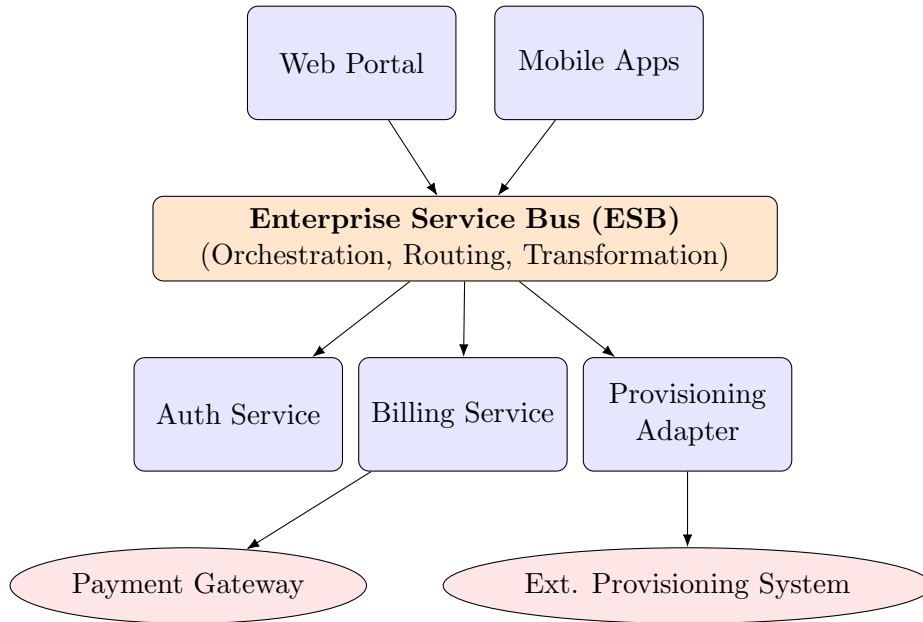 Web Portal
Mobile Apps
Enterprise Service Bus (ESB)
(Orchestration, Routing, Transformation)
Auth Service
Billing Service
Provisioning
Adapter
Payment Gateway
Ext. Provisioning System